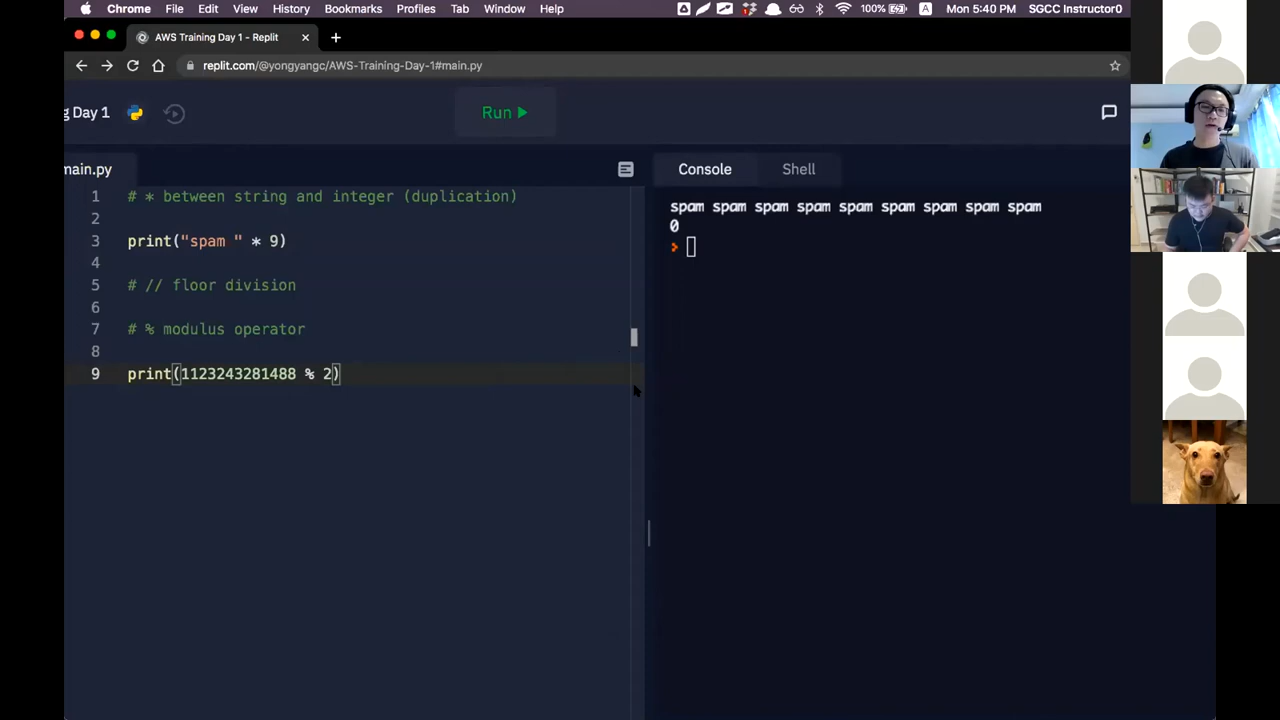 Chrome File Edit View History Bookmarks Profiles Tab Window Help 100% A Mon 5:40 PM SGCC Instructor0
AWS Training Day 1 - Replit
replit.com/@yongyangc/AWS-Training-Day-1#main.py
g Day 1
Run
main.py
Console Shell
1 # * between string and integer (duplication)
2
3 print("spam " * 9)
4
5 # // floor division
6
7 # % modulus operator
8
9 print(1123243281488 % 2)
spam spam spam spam spam spam spam spam spam
0